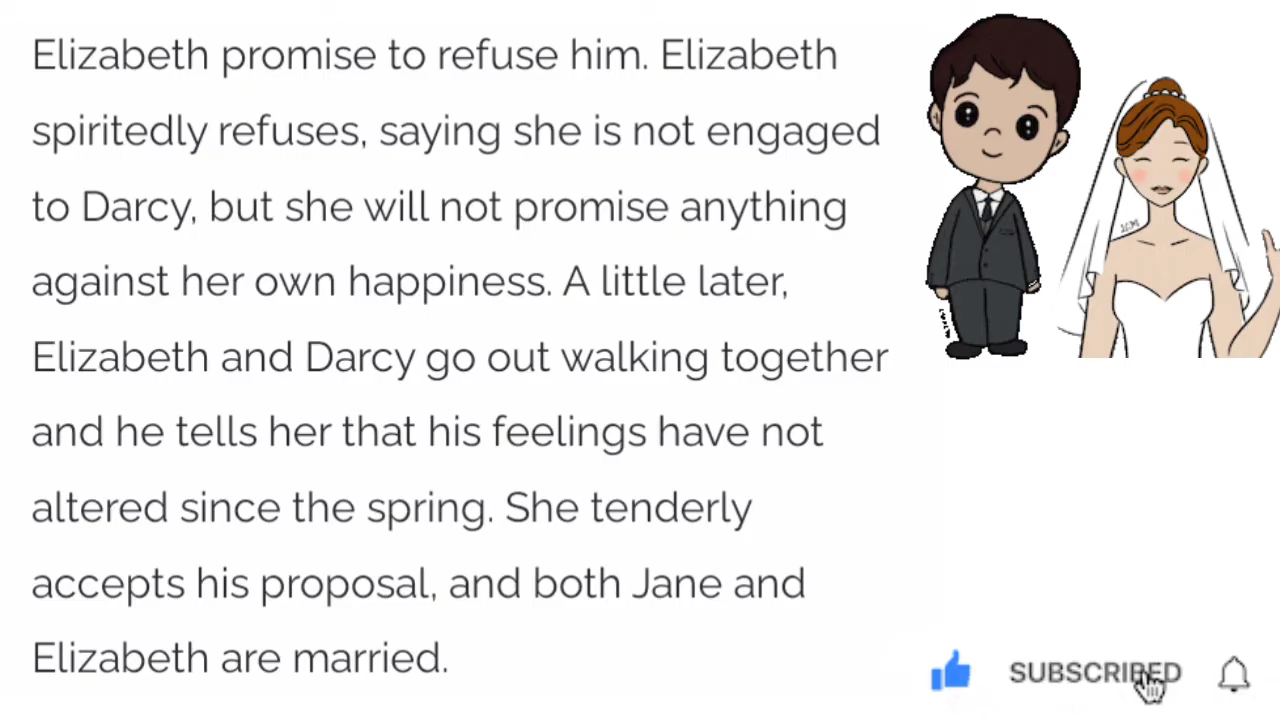 Elizabeth promise to refuse him. Elizabeth
spiritedly refuses, saying she is not engaged
to Darcy, but she will not promise anything
against her own happiness. A little later,
Elizabeth and Darcy go out walking together
and he tells her that his feelings have not
altered since the spring. She tenderly
accepts his proposal, and both Jane and
Elizabeth are married.
SUBSCRIBED